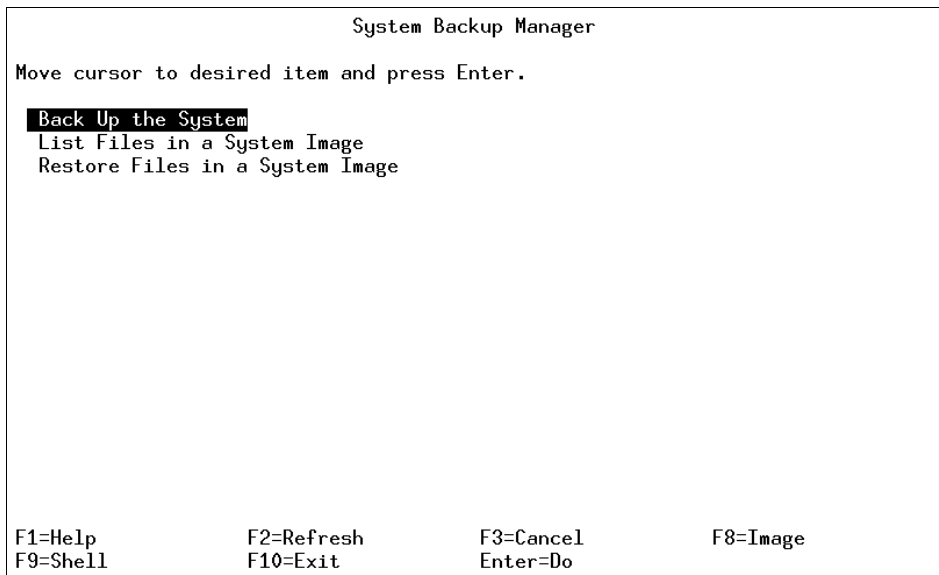 System Backup Manager
Move cursor to desired item and press Enter.
Back Up the System
List Files in a System Image
Restore Files in a System Image
F1=Help F2=Refresh F3=Cancel F8=Image
F9=Shell F10=Exit Enter=Do